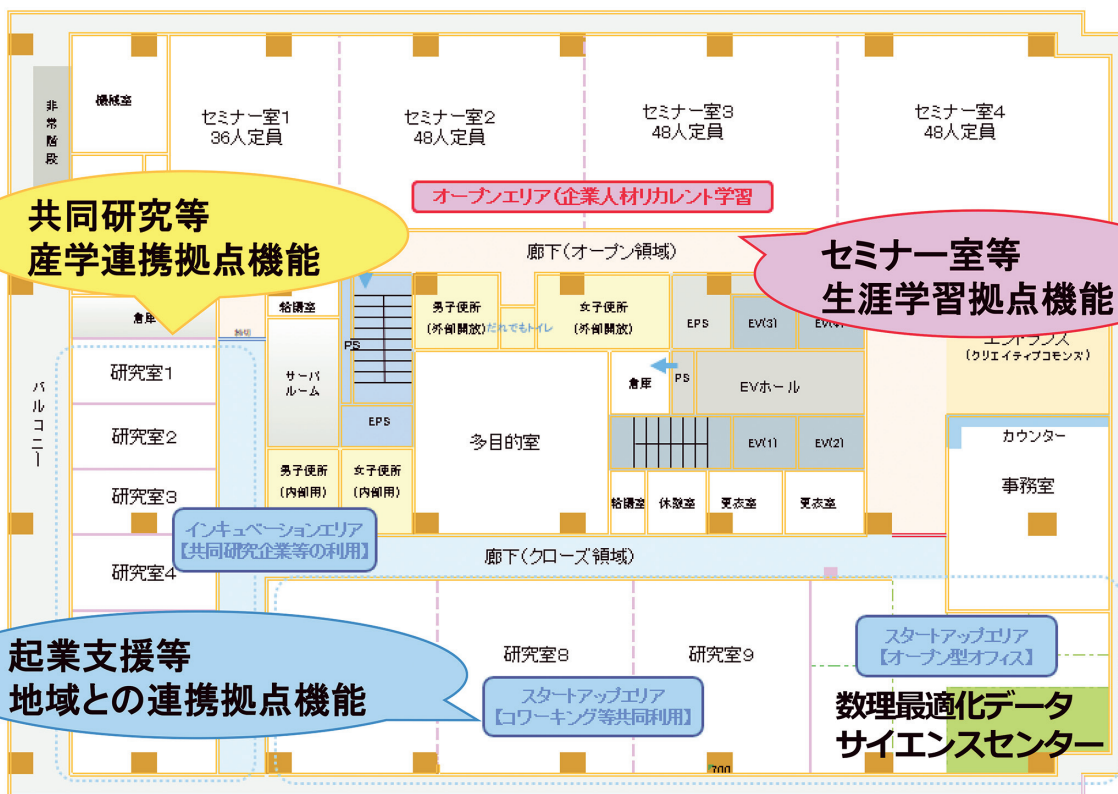 非常階段
機械室
セミナー室1
36人定員
セミナー室2
48人定員
セミナー室3
48人定員
セミナー室4
48人定員
オープンエリア(企業人材リカレント学習
共同研究等
産学連携拠点機能
廊下(オープン領域)
セミナー室等
生涯学習拠点機能
倉庫
給湯室
男子便所
(外部開放)
だれでもトイレ
女子便所
(外部開放)
EPS
EV(3)
エントランス
(クリエイティブコモンズ)
PS
研究室1
サーバ
ルーム
倉庫
PS
EVホール
バルコニー
研究室2
EPS
多目的室
EV(1)
EV(2)
カウンター
事務室
研究室3
男子便所
(内部用)
女子便所
(内部用)
給湯室
休憩室
更衣室
更衣室
インキュベーションエリア
【共同研究企業等の利用】
廊下(クローズ領域)
研究室4
起業支援等
地域との連携拠点機能
研究室8
研究室9
スタートアップエリア
【オープン型オフィス】
スタートアップエリア
【コワーキング等共同利用】
数理最適化データ
サイエンスセンター
700